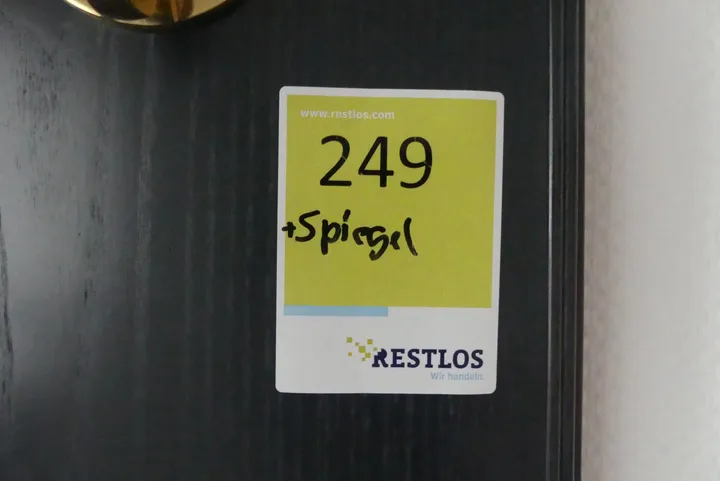 www.restlos.com
249
+Spiegel
RESTLOS
Wir handeln.